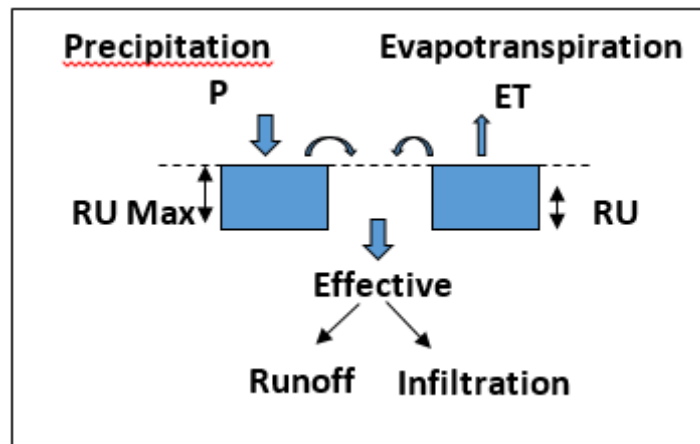 Precipitation
Evapotranspiration
P
ET
RU Max
RU
Effective
Runoff
Infiltration